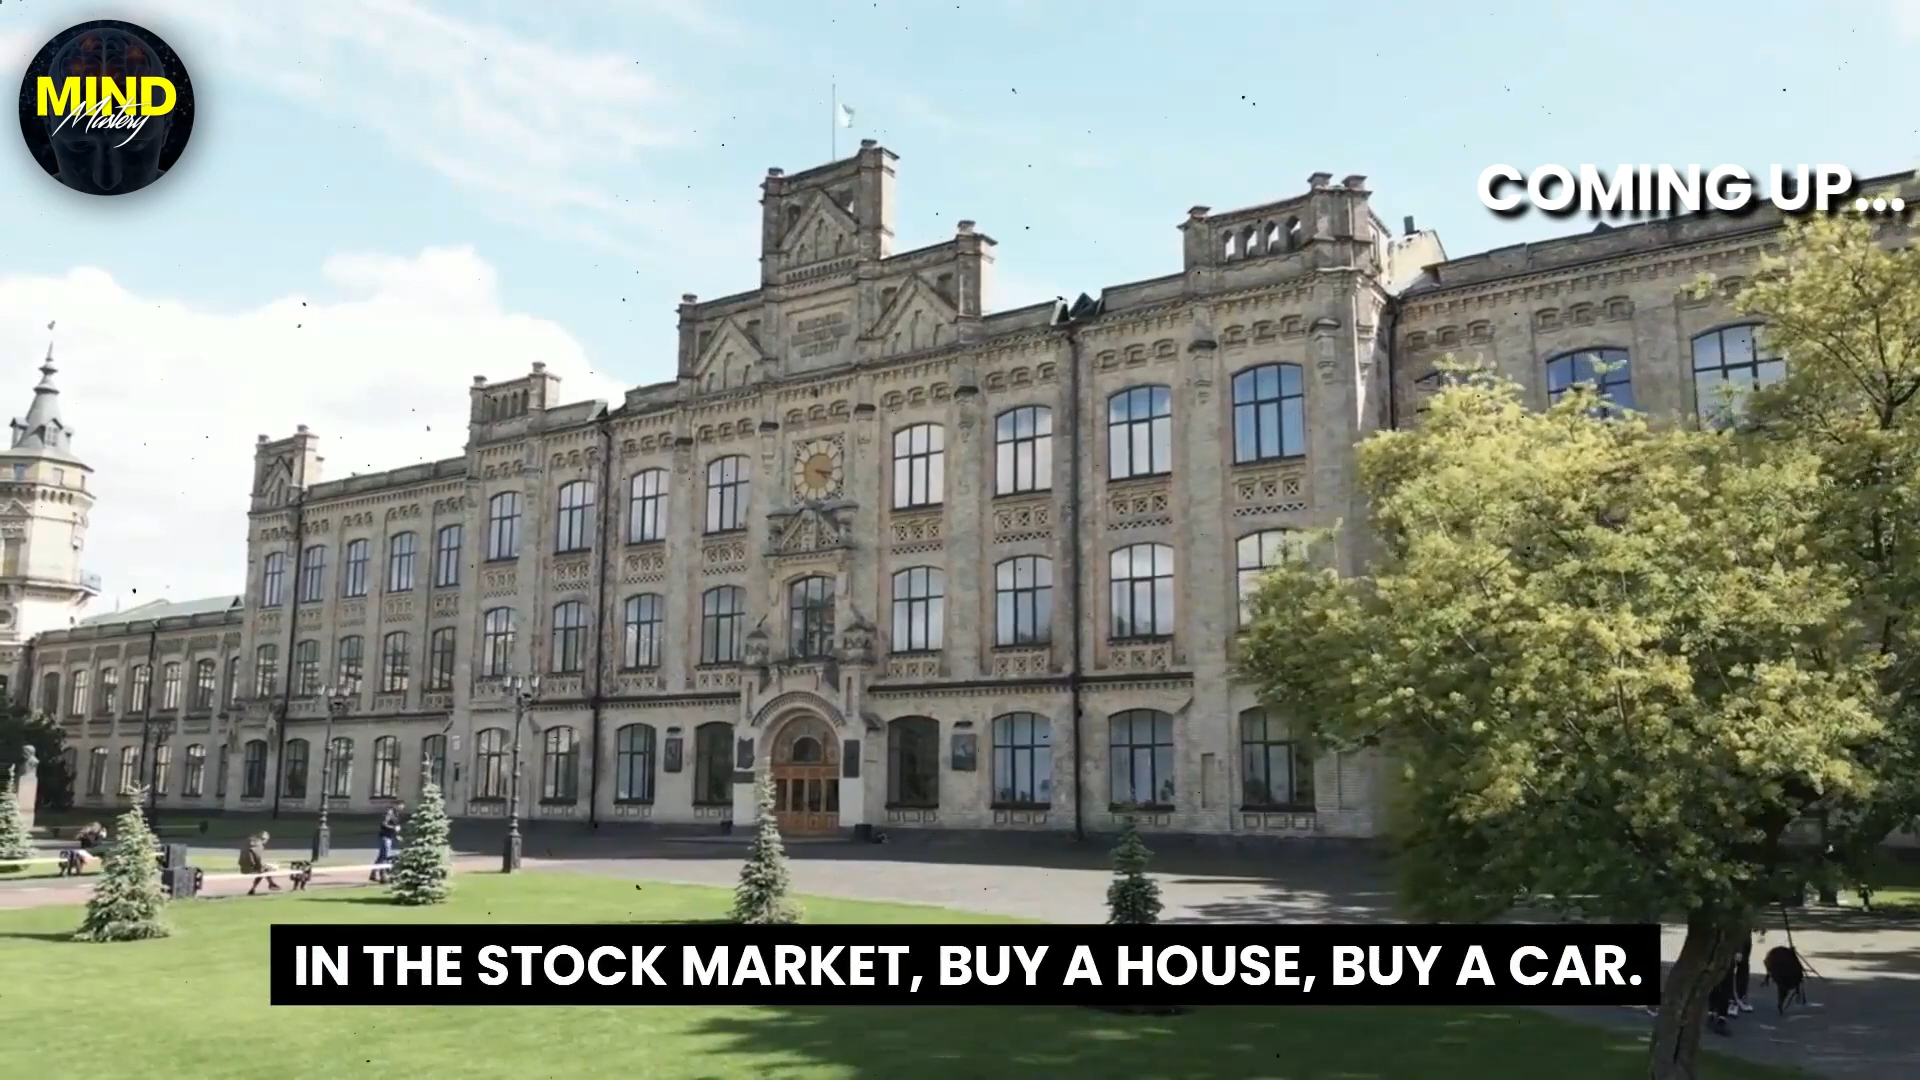 MIND
Mastery
COMING UP...
IN THE STOCK MARKET, BUY A HOUSE, BUY A CAR.